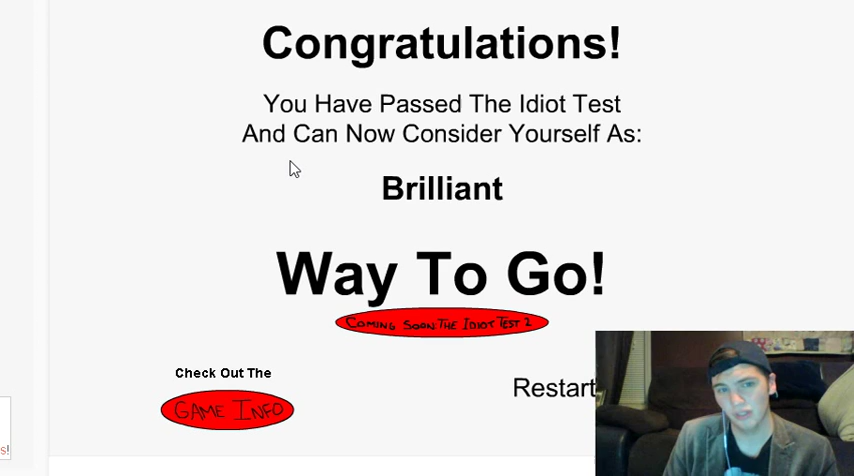 Congratulations!
You Have Passed The Idiot Test
And Can Now Consider Yourself As:
Brilliant
Way To Go!
COMING SOON:THE IDIOT TEST 2
Check Out The
GAME INFO
Restart
s!